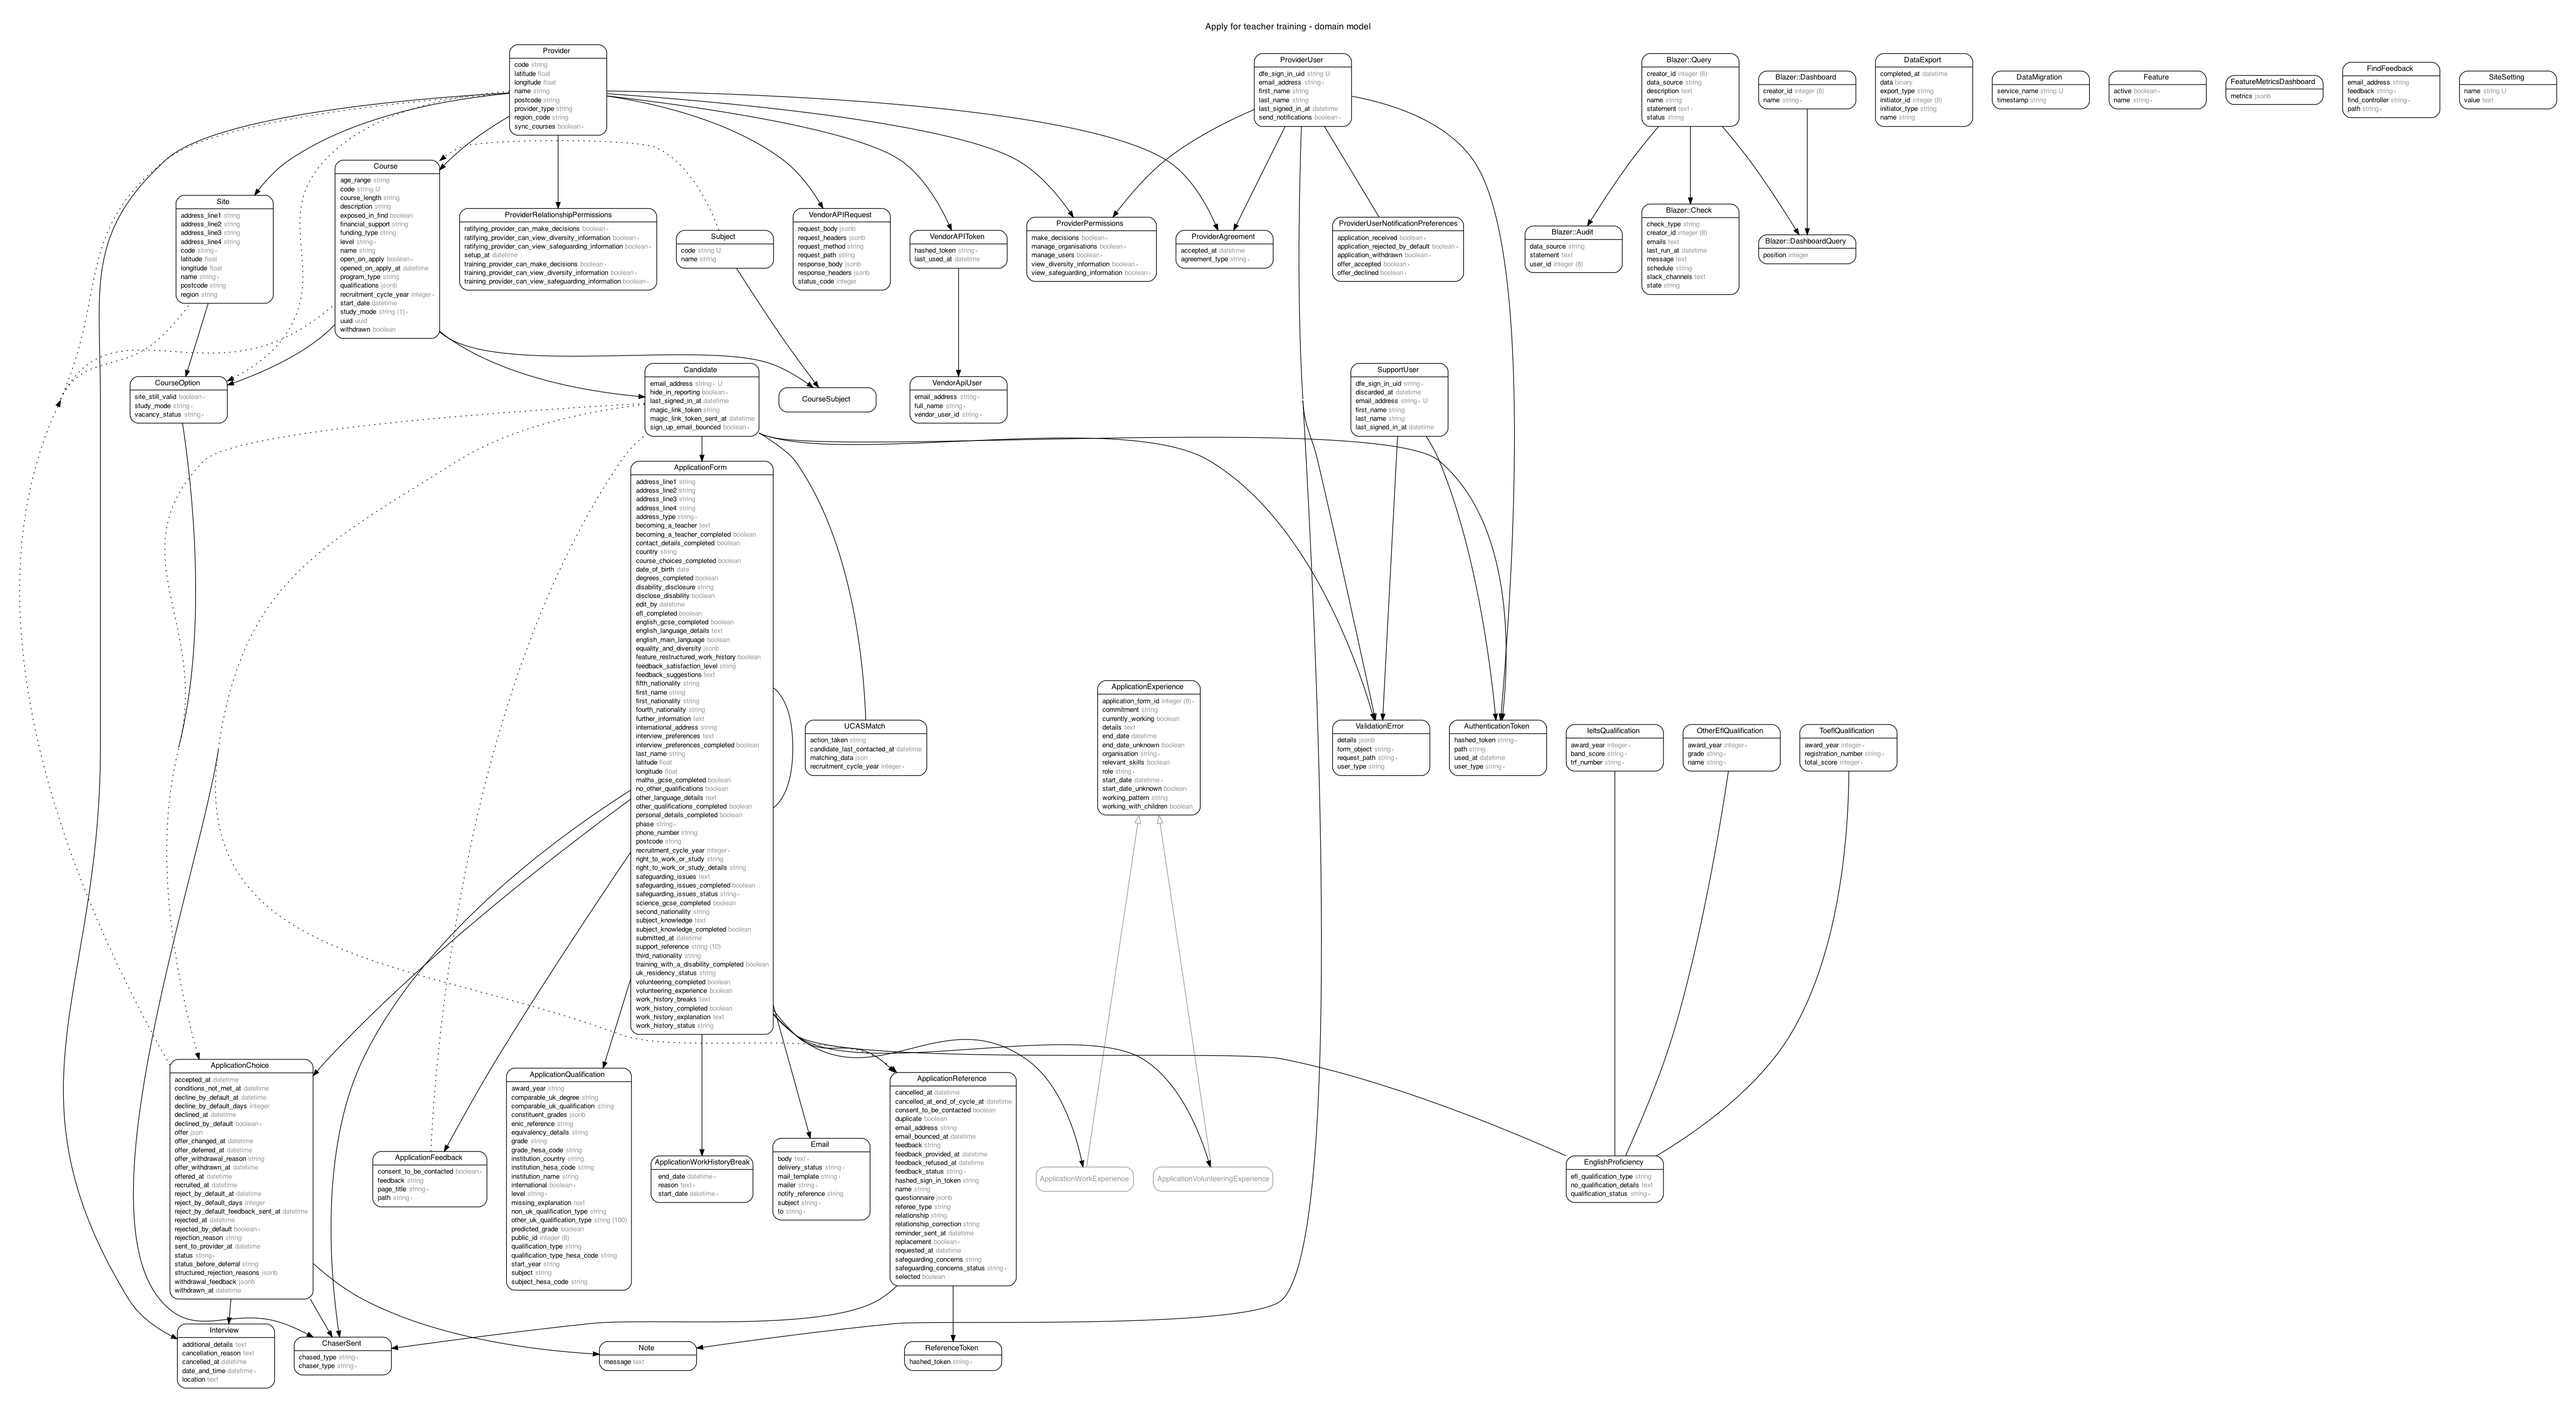 Apply for teacher training - domain model
Provider
code string
latitude float
longitude float
name string
postcode string
provider_type string
region_code string
sync_courses boolean ∗
ProviderUser
dfe_sign_in_uid string U
email_address string ∗
first_name string
last_name string
last_signed_in_at datetime
send_notifications boolean ∗
Blazer::Query
creator_id integer (8)
data_source string
description text
name string
statement text ∗
status string
Blazer::Dashboard
creator_id integer (8)
name string ∗
DataExport
completed_at datetime
data binary
export_type string
initiator_id integer (8)
initiator_type string
name string
DataMigration
service_name string U
timestamp string
Feature
active boolean ∗
name string ∗
FeatureMetricsDashboard
metrics jsonb
FindFeedback
email_address string
feedback string ∗
find_controller string ∗
path string ∗
SiteSetting
name string U
value text
Course
age_range string
code string U
course_length string
description string
exposed_in_find boolean
financial_support string
funding_type string
level string ∗
name string
open_on_apply boolean ∗
opened_on_apply_at datetime
program_type string
qualifications jsonb
recruitment_cycle_year integer ∗
start_date datetime
study_mode string (1) ∗
uuid uuid
withdrawn boolean
Site
address_line1 string
address_line2 string
address_line3 string
address_line4 string
code string ∗
latitude float
longitude float
name string ∗
postcode string
region string
ProviderRelationshipPermissions
ratifying_provider_can_make_decisions boolean ∗
ratifying_provider_can_view_diversity_information boolean ∗
ratifying_provider_can_view_safeguarding_information boolean ∗
setup_at datetime
training_provider_can_make_decisions boolean ∗
training_provider_can_view_diversity_information boolean ∗
training_provider_can_view_safeguarding_information boolean ∗
Subject
code string U
name string
VendorAPIRequest
request_body jsonb
request_headers jsonb
request_method string
request_path string
response_body jsonb
response_headers jsonb
status_code integer
VendorAPIToken
hashed_token string ∗
last_used_at datetime
ProviderPermissions
make_decisions boolean ∗
manage_organisations boolean ∗
manage_users boolean ∗
view_diversity_information boolean ∗
view_safeguarding_information boolean ∗
ProviderAgreement
accepted_at datetime
agreement_type string ∗
ProviderUserNotificationPreferences
application_received boolean ∗
application_rejected_by_default boolean ∗
application_withdrawn boolean ∗
offer_accepted boolean ∗
offer_declined boolean ∗
Blazer::Audit
data_source string
statement text
user_id integer (8)
Blazer::Check
check_type string
creator_id integer (8)
emails text
last_run_at datetime
message text
schedule string
slack_channels text
state string
Blazer::DashboardQuery
position integer
CourseOption
site_still_valid boolean ∗
study_mode string ∗
vacancy_status string ∗
Candidate
email_address string ∗ U
hide_in_reporting boolean ∗
last_signed_in_at datetime
magic_link_token string
magic_link_token_sent_at datetime
sign_up_email_bounced boolean ∗
CourseSubject
VendorApiUser
email_address string ∗
full_name string ∗
vendor_user_id string ∗
SupportUser
dfe_sign_in_uid string ∗
discarded_at datetime
email_address string ∗ U
first_name string
last_name string
last_signed_in_at datetime
ApplicationForm
address_line1 string
address_line2 string
address_line3 string
address_line4 string
address_type string ∗
becoming_a_teacher text
becoming_a_teacher_completed boolean
contact_details_completed boolean
country string
course_choices_completed boolean
date_of_birth date
degrees_completed boolean
disability_disclosure string
disclose_disability boolean
edit_by datetime
efl_completed boolean
english_gcse_completed boolean
english_language_details text
english_main_language boolean
equality_and_diversity jsonb
feature_restructured_work_history boolean
feedback_satisfaction_level string
feedback_suggestions text
fifth_nationality string
first_name string
first_nationality string
fourth_nationality string
further_information text
international_address string
interview_preferences text
interview_preferences_completed boolean
last_name string
latitude float
longitude float
maths_gcse_completed boolean
no_other_qualifications boolean
other_language_details text
other_qualifications_completed boolean
personal_details_completed boolean
phase string ∗
phone_number string
postcode string
recruitment_cycle_year integer ∗
right_to_work_or_study string
right_to_work_or_study_details string
safeguarding_issues text
safeguarding_issues_completed boolean
safeguarding_issues_status string ∗
science_gcse_completed boolean
second_nationality string
subject_knowledge text
subject_knowledge_completed boolean
submitted_at datetime
support_reference string (10)
third_nationality string
training_with_a_disability_completed boolean
uk_residency_status string
volunteering_completed boolean
volunteering_experience boolean
work_history_breaks text
work_history_completed boolean
work_history_explanation text
work_history_status string
UCASMatch
action_taken string
candidate_last_contacted_at datetime
matching_data json
recruitment_cycle_year integer ∗
ApplicationExperience
application_form_id integer (8) ∗
commitment string
currently_working boolean
details text
end_date datetime
end_date_unknown boolean
organisation string ∗
relevant_skills boolean
role string ∗
start_date datetime ∗
start_date_unknown boolean
working_pattern string
working_with_children boolean
ValidationError
details jsonb
form_object string ∗
request_path string ∗
user_type string
AuthenticationToken
hashed_token string ∗
path string
used_at datetime
user_type string ∗
IeltsQualification
award_year integer ∗
band_score string ∗
trf_number string ∗
OtherEflQualification
award_year integer ∗
grade string ∗
name string ∗
ToeflQualification
award_year integer ∗
registration_number string ∗
total_score integer ∗
ApplicationChoice
accepted_at datetime
conditions_not_met_at datetime
decline_by_default_at datetime
decline_by_default_days integer
declined_at datetime
declined_by_default boolean ∗
offer json
offer_changed_at datetime
offer_deferred_at datetime
offer_withdrawal_reason string
offer_withdrawn_at datetime
offered_at datetime
recruited_at datetime
reject_by_default_at datetime
reject_by_default_days integer
reject_by_default_feedback_sent_at datetime
rejected_at datetime
rejected_by_default boolean ∗
rejection_reason string
sent_to_provider_at datetime
status string ∗
status_before_deferral string
structured_rejection_reasons jsonb
withdrawal_feedback jsonb
withdrawn_at datetime
ApplicationFeedback
consent_to_be_contacted boolean ∗
feedback string
page_title string ∗
path string ∗
ApplicationQualification
award_year string
comparable_uk_degree string
comparable_uk_qualification string
constituent_grades jsonb
enic_reference string
equivalency_details string
grade string
grade_hesa_code string
institution_country string
institution_hesa_code string
institution_name string
international boolean ∗
level string ∗
missing_explanation text
non_uk_qualification_type string
other_uk_qualification_type string (100)
predicted_grade boolean
public_id integer (8)
qualification_type string
qualification_type_hesa_code string
start_year string
subject string
subject_hesa_code string
ApplicationWorkHistoryBreak
end_date datetime ∗
reason text ∗
start_date datetime ∗
Email
body text ∗
delivery_status string ∗
mail_template string ∗
mailer string ∗
notify_reference string
subject string ∗
to string ∗
ApplicationReference
cancelled_at datetime
cancelled_at_end_of_cycle_at datetime
consent_to_be_contacted boolean
duplicate boolean
email_address string
email_bounced_at datetime
feedback string
feedback_provided_at datetime
feedback_refused_at datetime
feedback_status string ∗
hashed_sign_in_token string
name string
questionnaire jsonb
referee_type string
relationship string
relationship_correction string
reminder_sent_at datetime
replacement boolean ∗
requested_at datetime
safeguarding_concerns string
safeguarding_concerns_status string ∗
selected boolean
ApplicationWorkExperience
ApplicationVolunteeringExperience
EnglishProficiency
efl_qualification_type string
no_qualification_details text
qualification_status string ∗
Interview
additional_details text
cancellation_reason text
cancelled_at datetime
date_and_time datetime ∗
location text
ChaserSent
chased_type string ∗
chaser_type string ∗
Note
message text
ReferenceToken
hashed_token string ∗